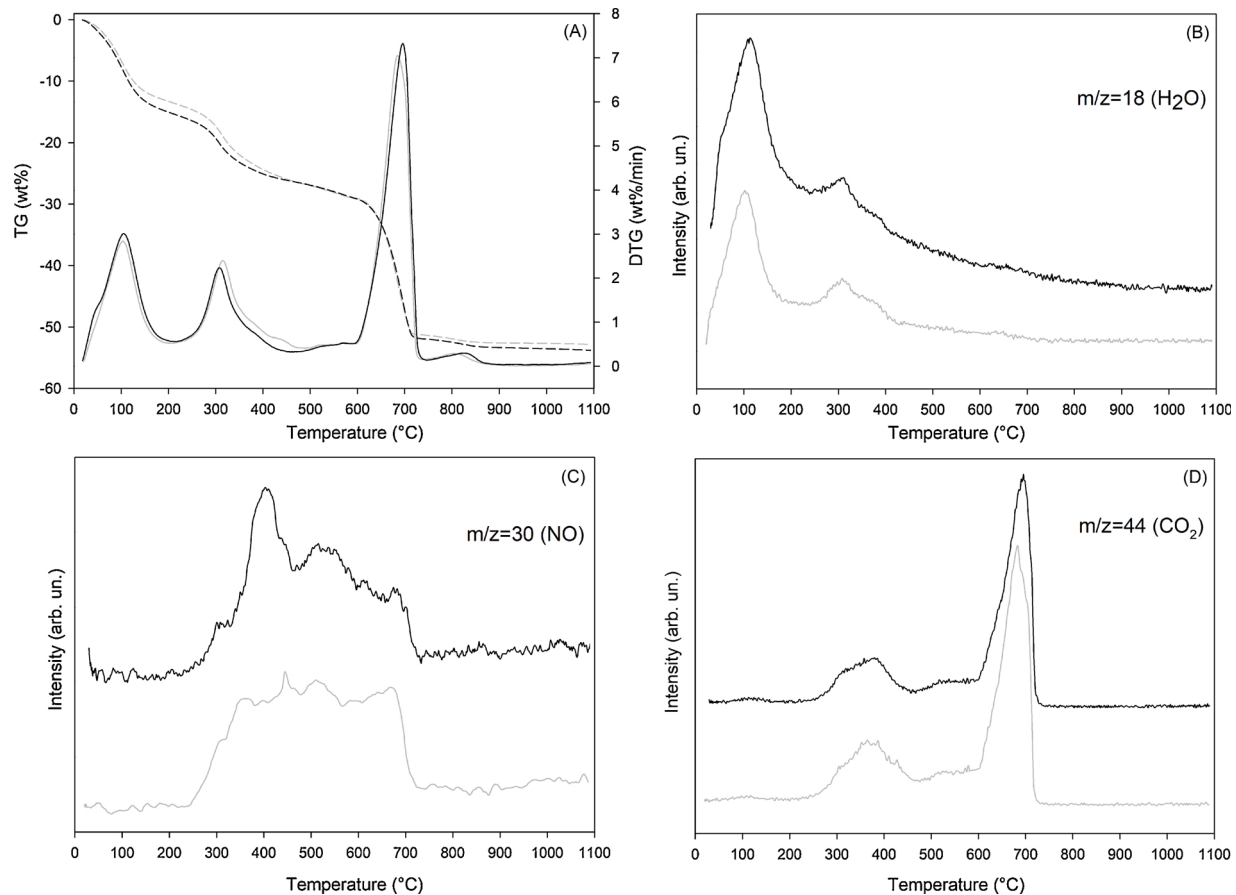 (A)
TG (wt%)
0
-10
-20
-30
-40
-50
-60
DTG (wt%/min)
8
7
6
5
4
3
2
1
0
0 100 200 300 400 500 600 700 800 900 1000 1100
Temperature (°C)
(B)
m/z=18 (H2O)
Intensity (arb. un.)
0 100 200 300 400 500 600 700 800 900 1000 1100
Temperature (°C)
(C)
m/z=30 (NO)
Intensity (arb. un.)
0 100 200 300 400 500 600 700 800 900 1000 1100
Temperature (°C)
(D)
m/z=44 (CO₂)
Intensity (arb. un.)
0 100 200 300 400 500 600 700 800 900 1000 1100
Temperature (°C)